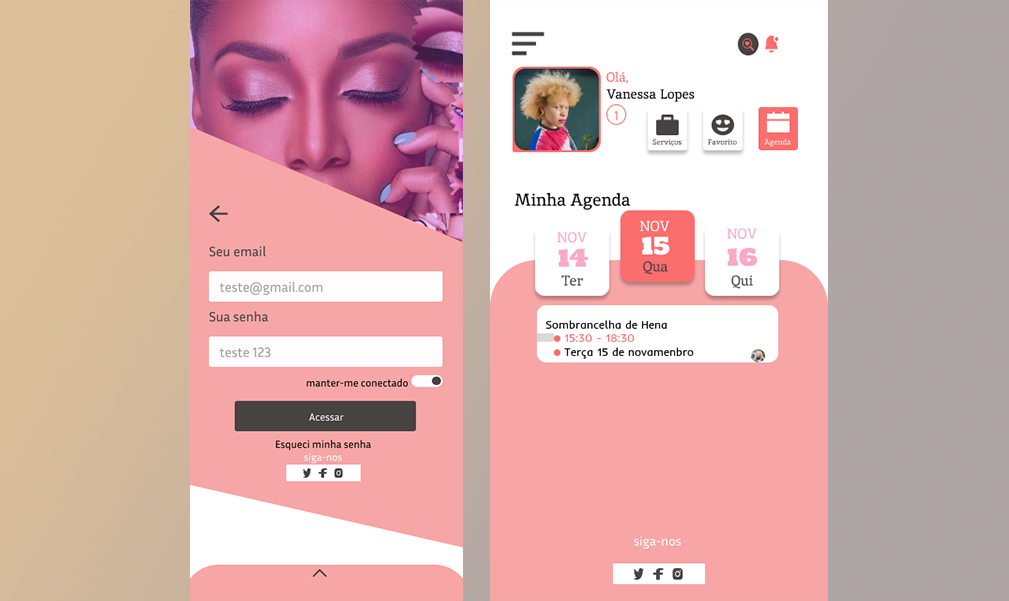 Seu email
teste@gmail.com
Sua senha
teste 123
manter-me conectado
Acessar
Esqueci minha senha
siga-nos
Olá,
Vanessa Lopes
1
Serviços
Favorito
Agenda
Minha Agenda
NOV
14
Ter
NOV
15
Qua
NOV
16
Qui
Sombrancelha de Hena
15:30 - 18:30
Terça 15 de novamenbro
siga-nos